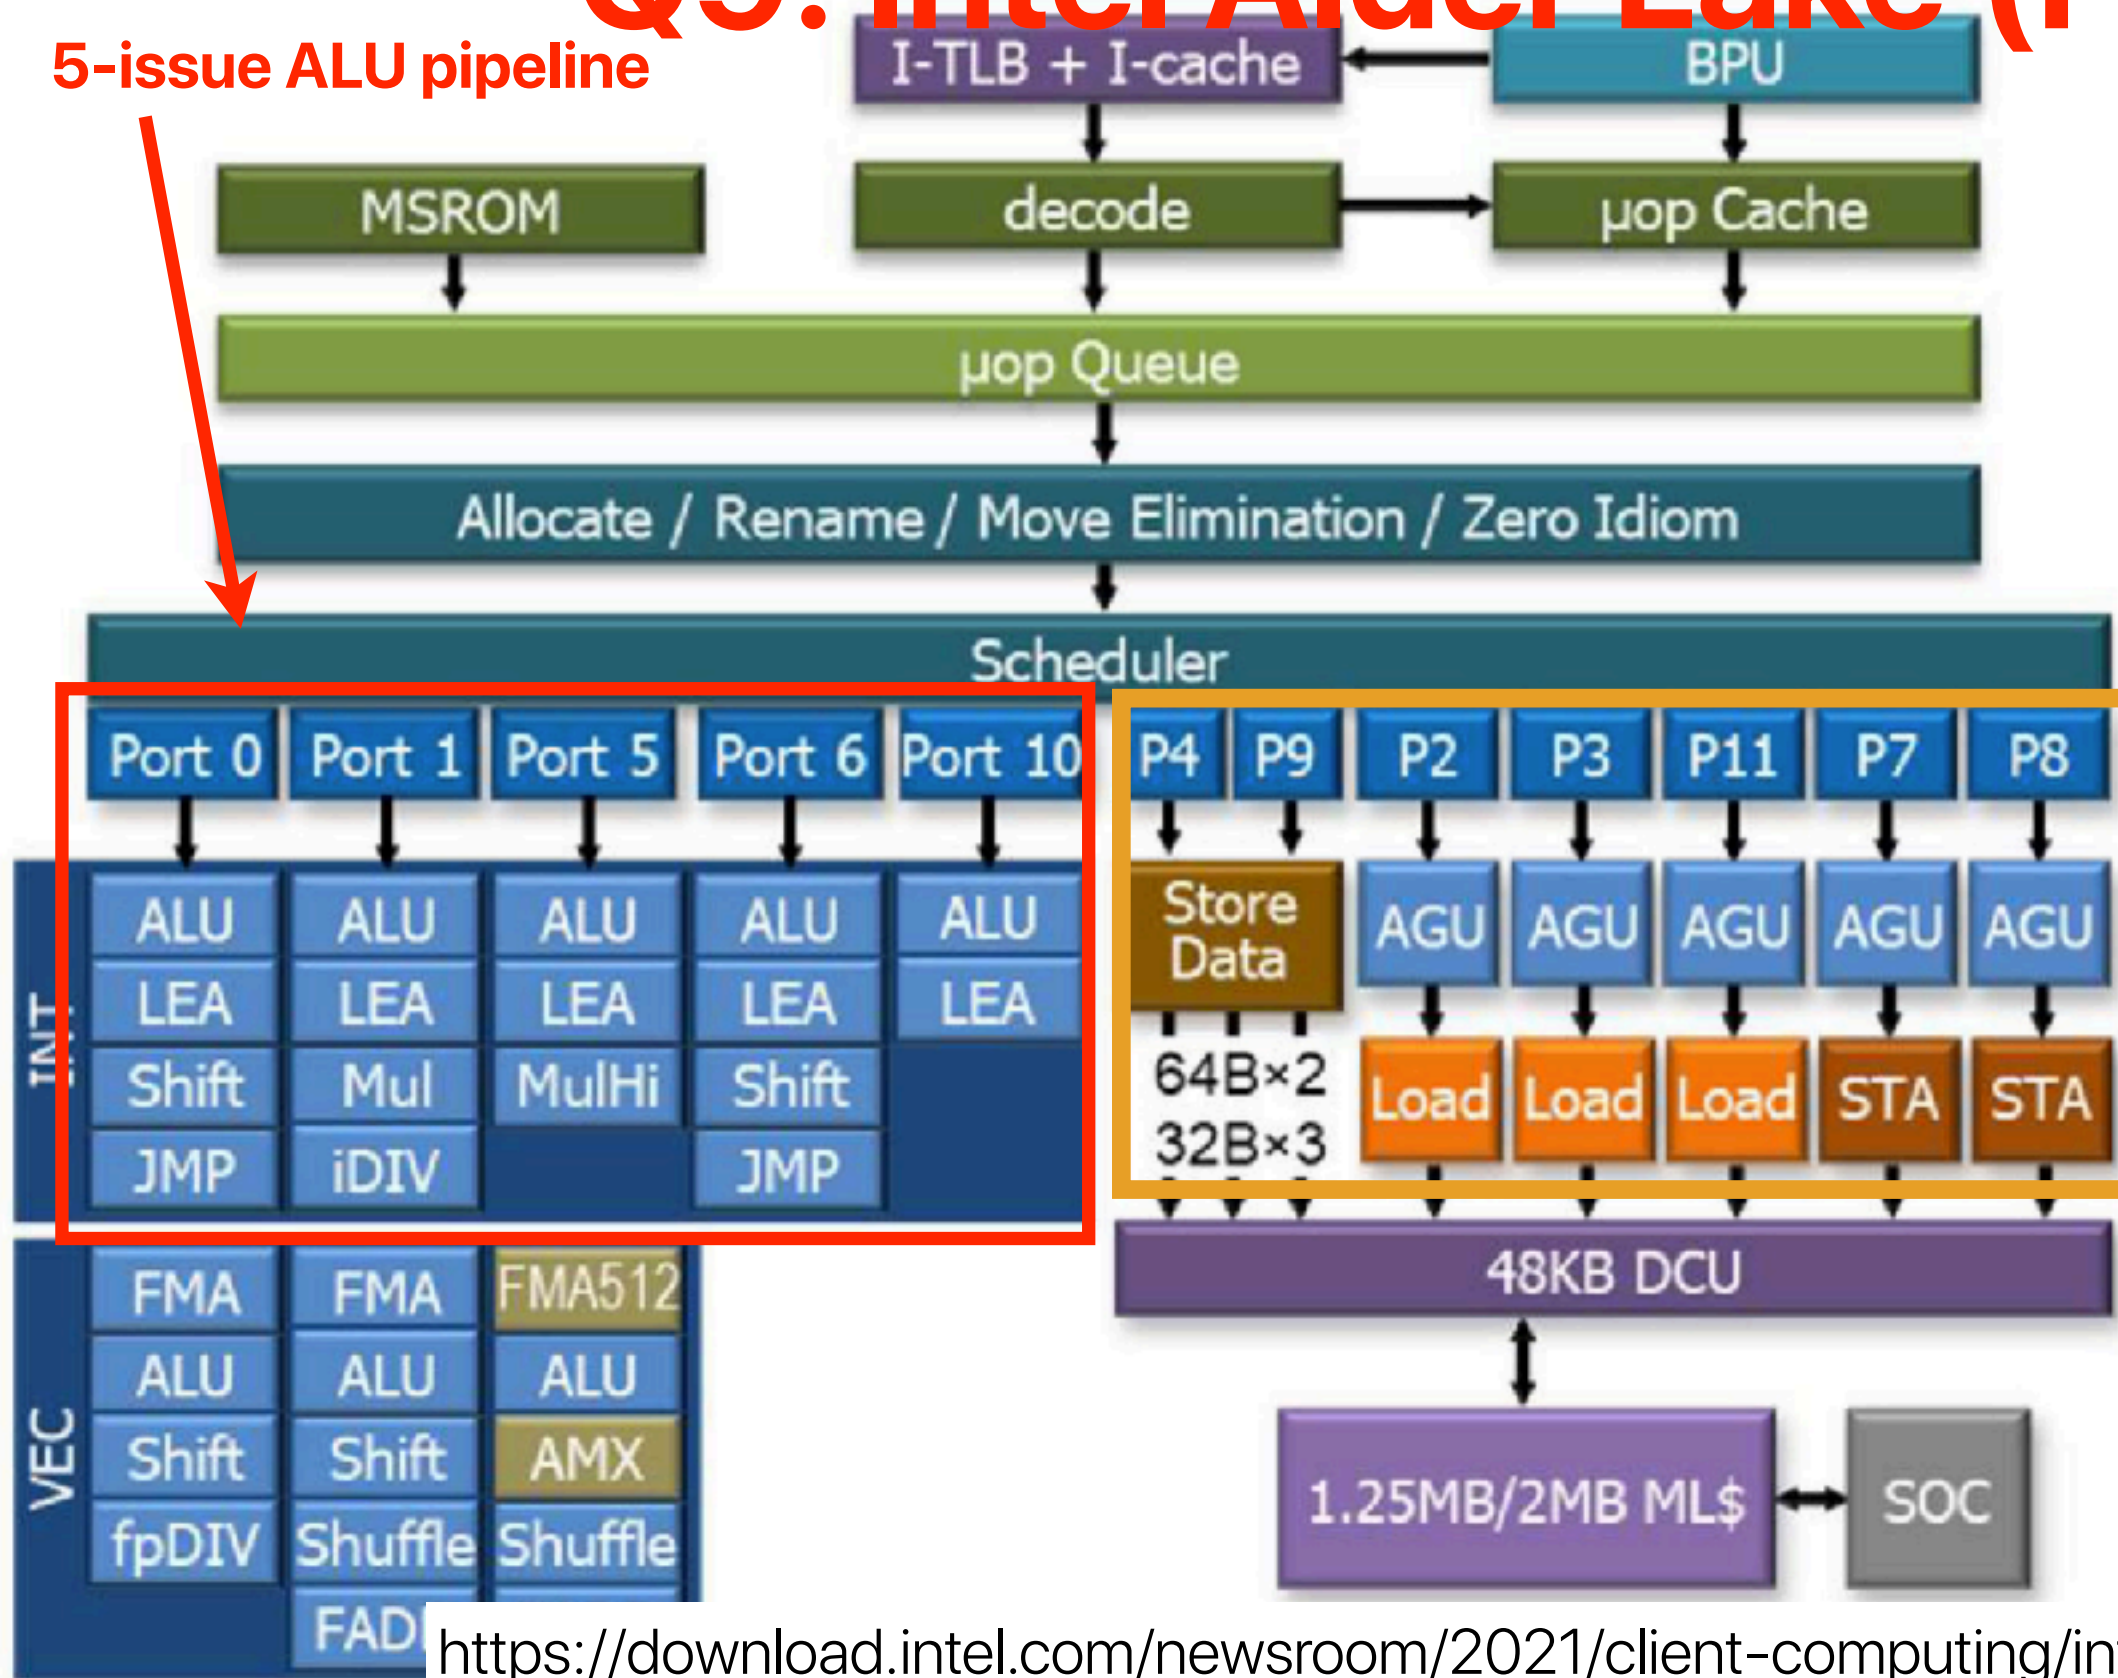 Q5: Intel Alder Lake (
5-issue ALU pipeline
I-TLB + I-cache
BPU
MSROM
decode
μop Cache
μop Queue
Allocate / Rename / Move Elimination / Zero Idiom
Scheduler
Port 0 Port 1 Port 5 Port 6 Port 10 P4 P9 P2 P3 P11 P7 P8
INT
ALU ALU ALU ALU ALU
LEA LEA LEA LEA LEA
Shift Mul MulHi Shift
JMP iDIV JMP
Store
Data
AGU AGU AGU AGU AGU
64B×2
32B×3
Load Load Load STA STA
48KB DCU
VEC
FMA FMA FMA512
ALU ALU ALU
Shift Shift AMX
fpDIV Shuffle Shuffle
FAD
1.25MB/2MB ML$
SOC
https://download.intel.com/newsroom/2021/client-computing/in